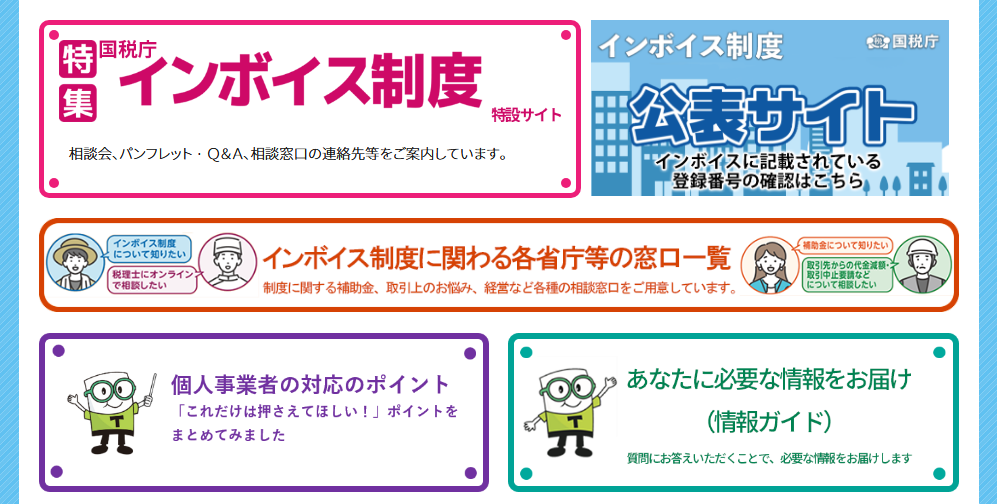 特集
国税庁
インボイス制度
特設サイト
相談会、パンフレット・Q&A、相談窓口の連絡先等をご案内しています。
インボイス制度
国税庁
公表サイト
インボイスに記載されている
登録番号の確認はこちら
インボイス制度
について知りたい
税理士にオンライン
で相談したい
インボイス制度に関わる各省庁等の窓口一覧
制度に関する補助金、取引上のお悩み、経営など各種の相談窓口をご用意しています。
補助金について知りたい
取引先からの代金減額・
取引中止要請など
について相談したい
個人事業者の対応のポイント
「これだけは押さえてほしい！」ポイントを
まとめてみました
T
あなたに必要な情報をお届け
（情報ガイド）
質問にお答えいただくことで、必要な情報をお届けします
T